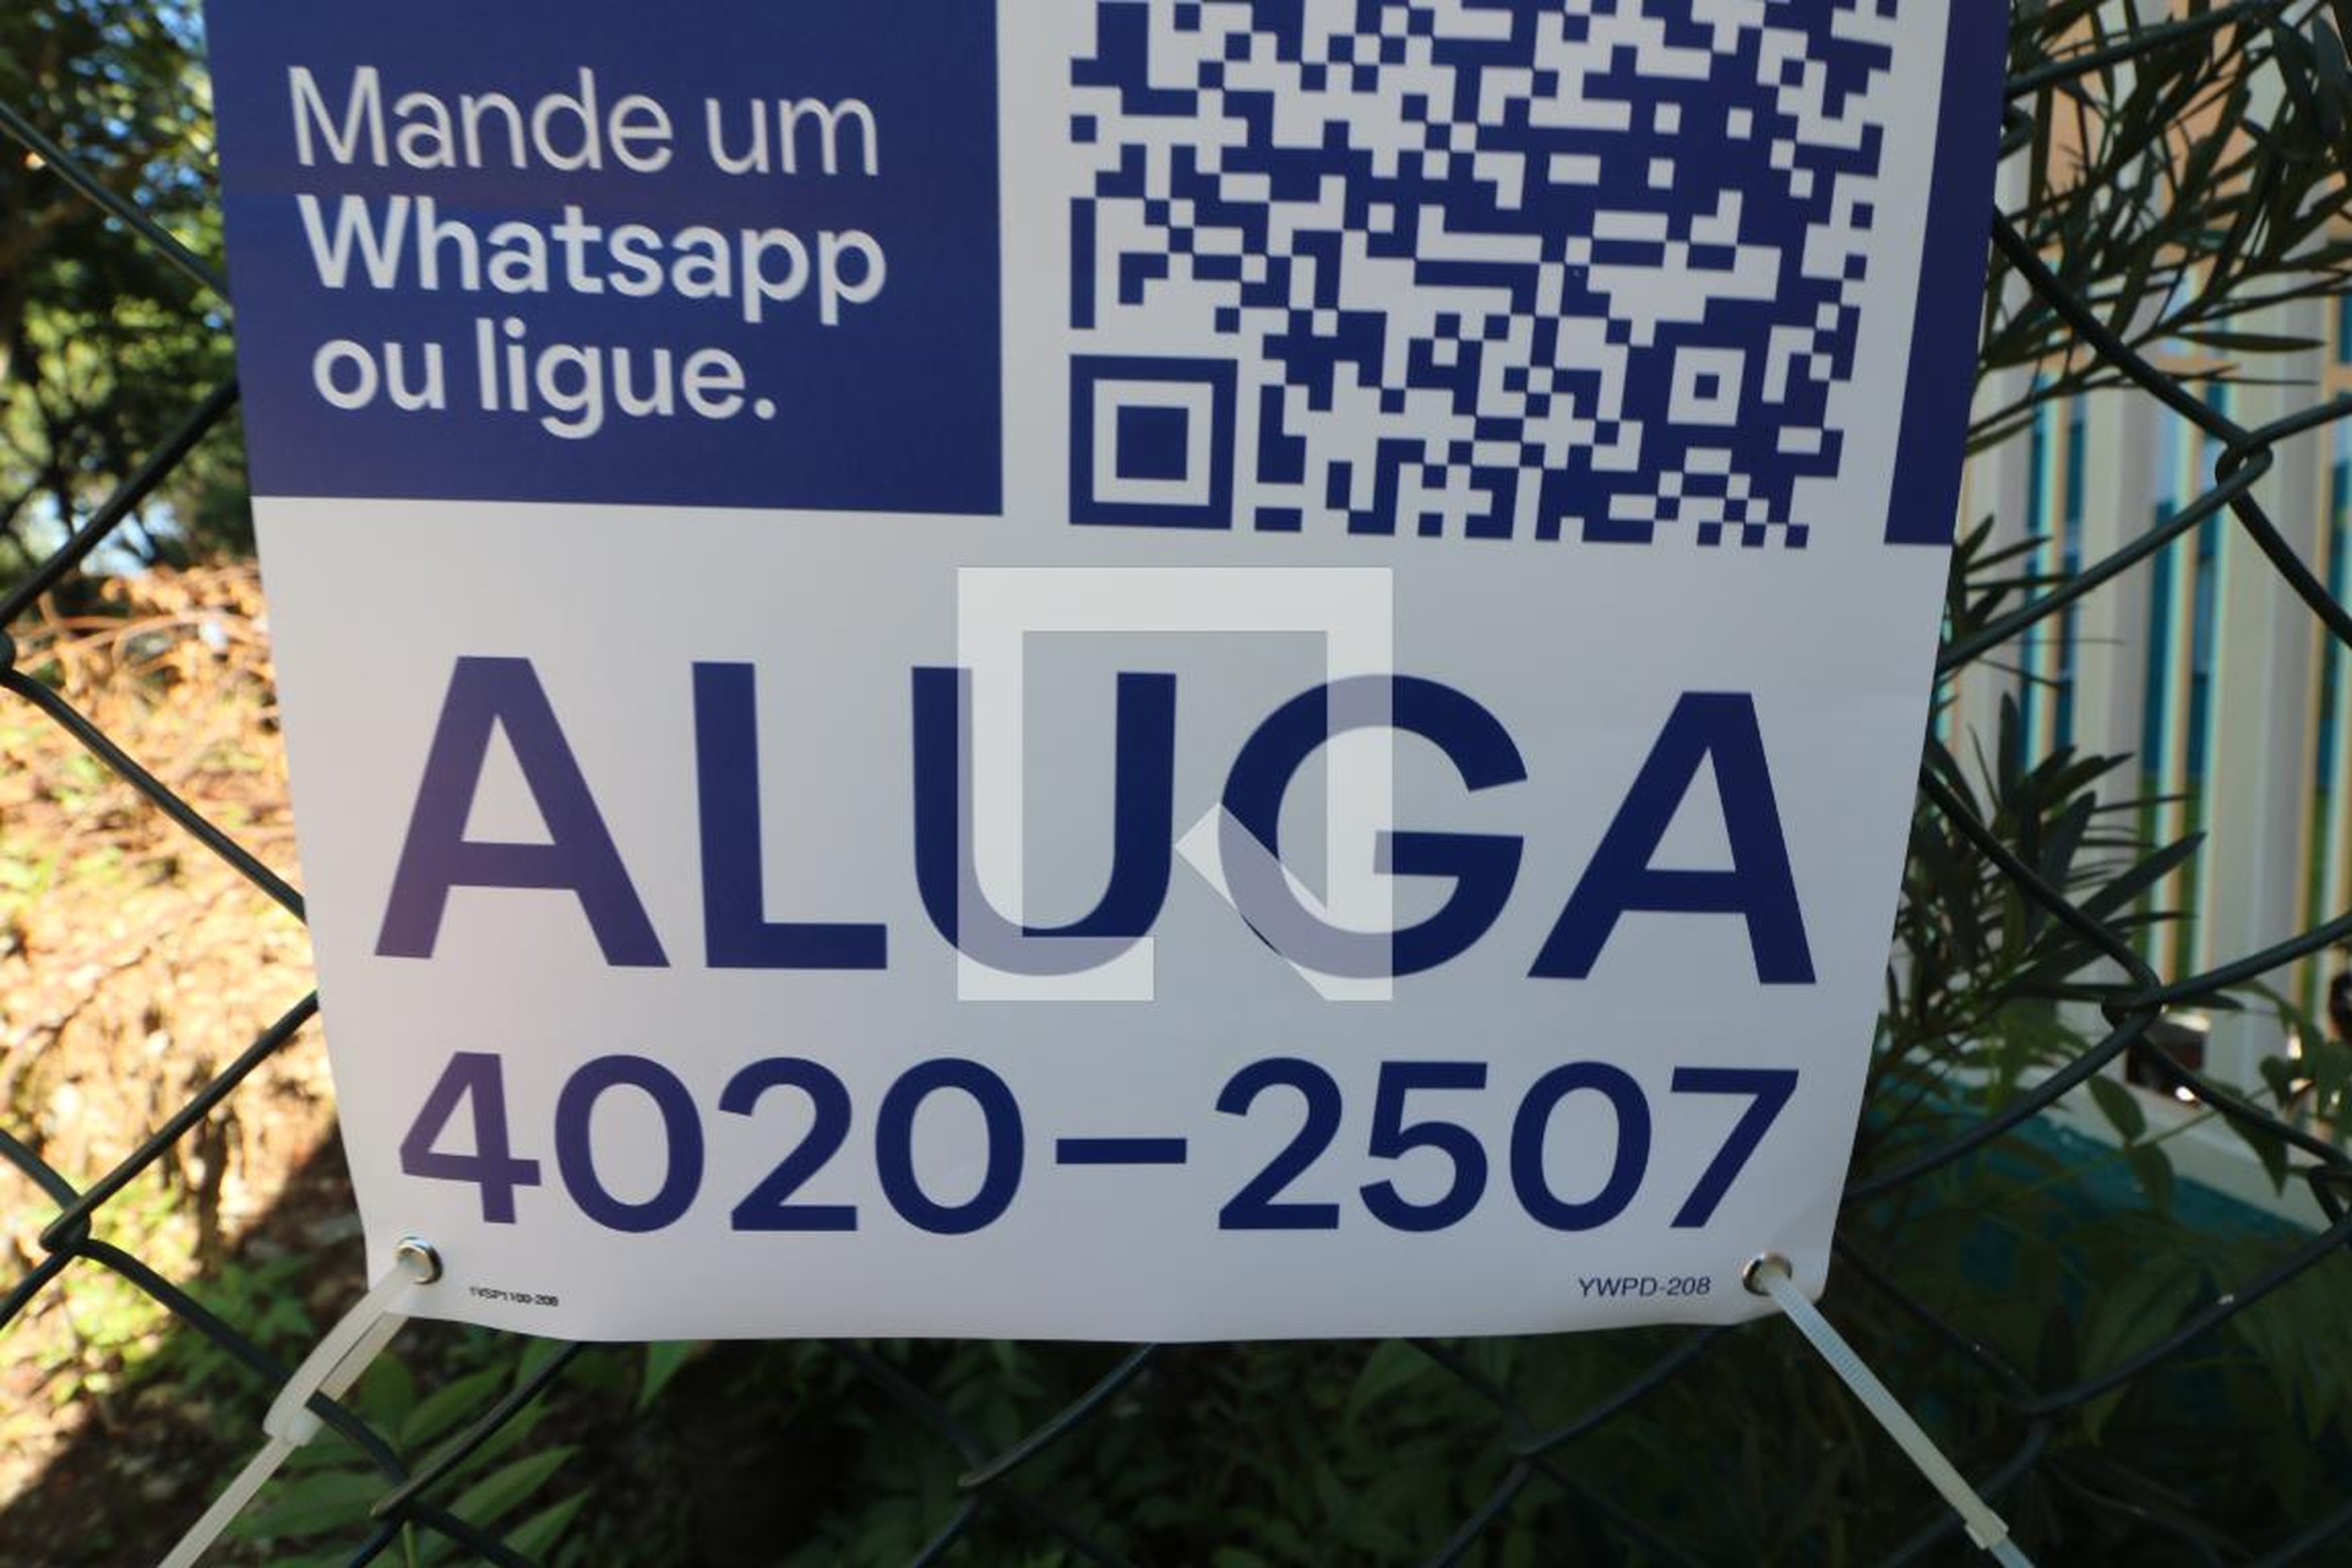 Mande um
Whatsapp
ou ligue.
ALUGA
4020-2507
YWPD-208